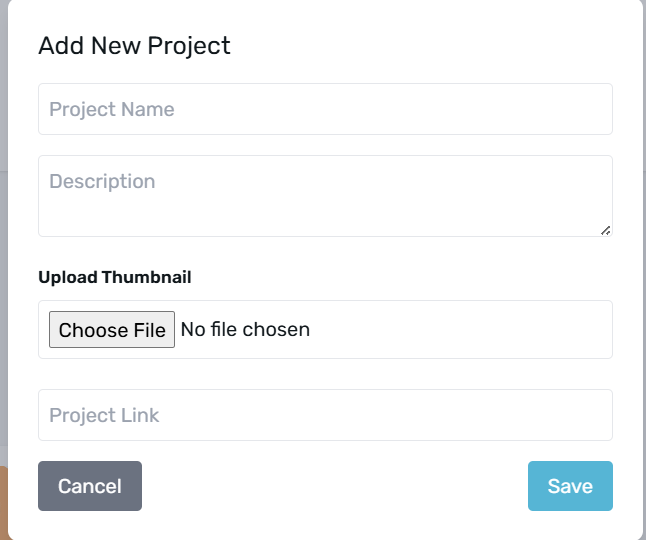 Add New Project
Project Name
Description
Upload Thumbnail
Choose File No file chosen
Project Link
Cancel Save